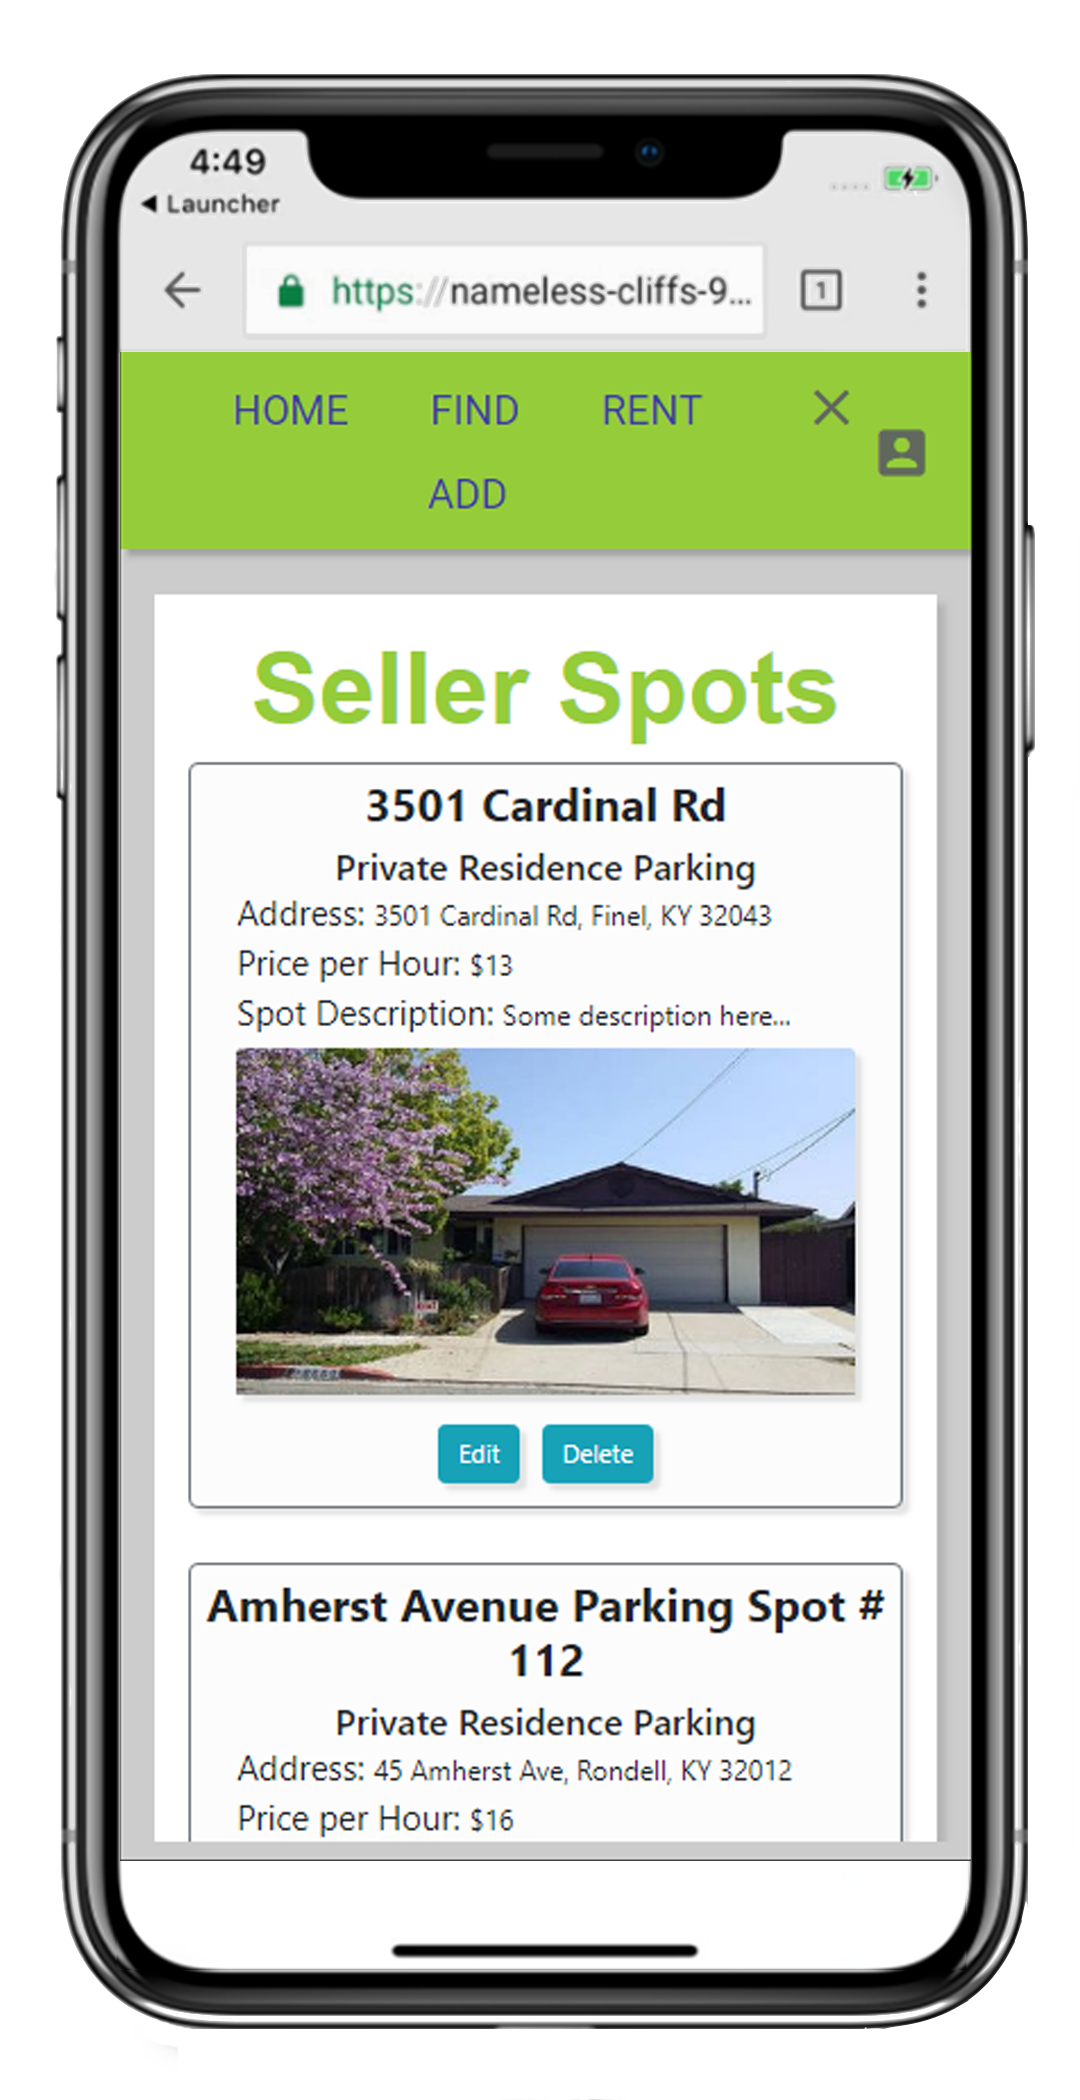 4:49
◀ Launcher
https://nameless-cliffs-9...
1
HOME FIND RENT
ADD
Seller Spots
3501 Cardinal Rd
Private Residence Parking
Address: 3501 Cardinal Rd, Finel, KY 32043
Price per Hour: $13
Spot Description: Some description here...
Edit Delete
Amherst Avenue Parking Spot #
112
Private Residence Parking
Address: 45 Amherst Ave, Rondell, KY 32012
Price per Hour: $16